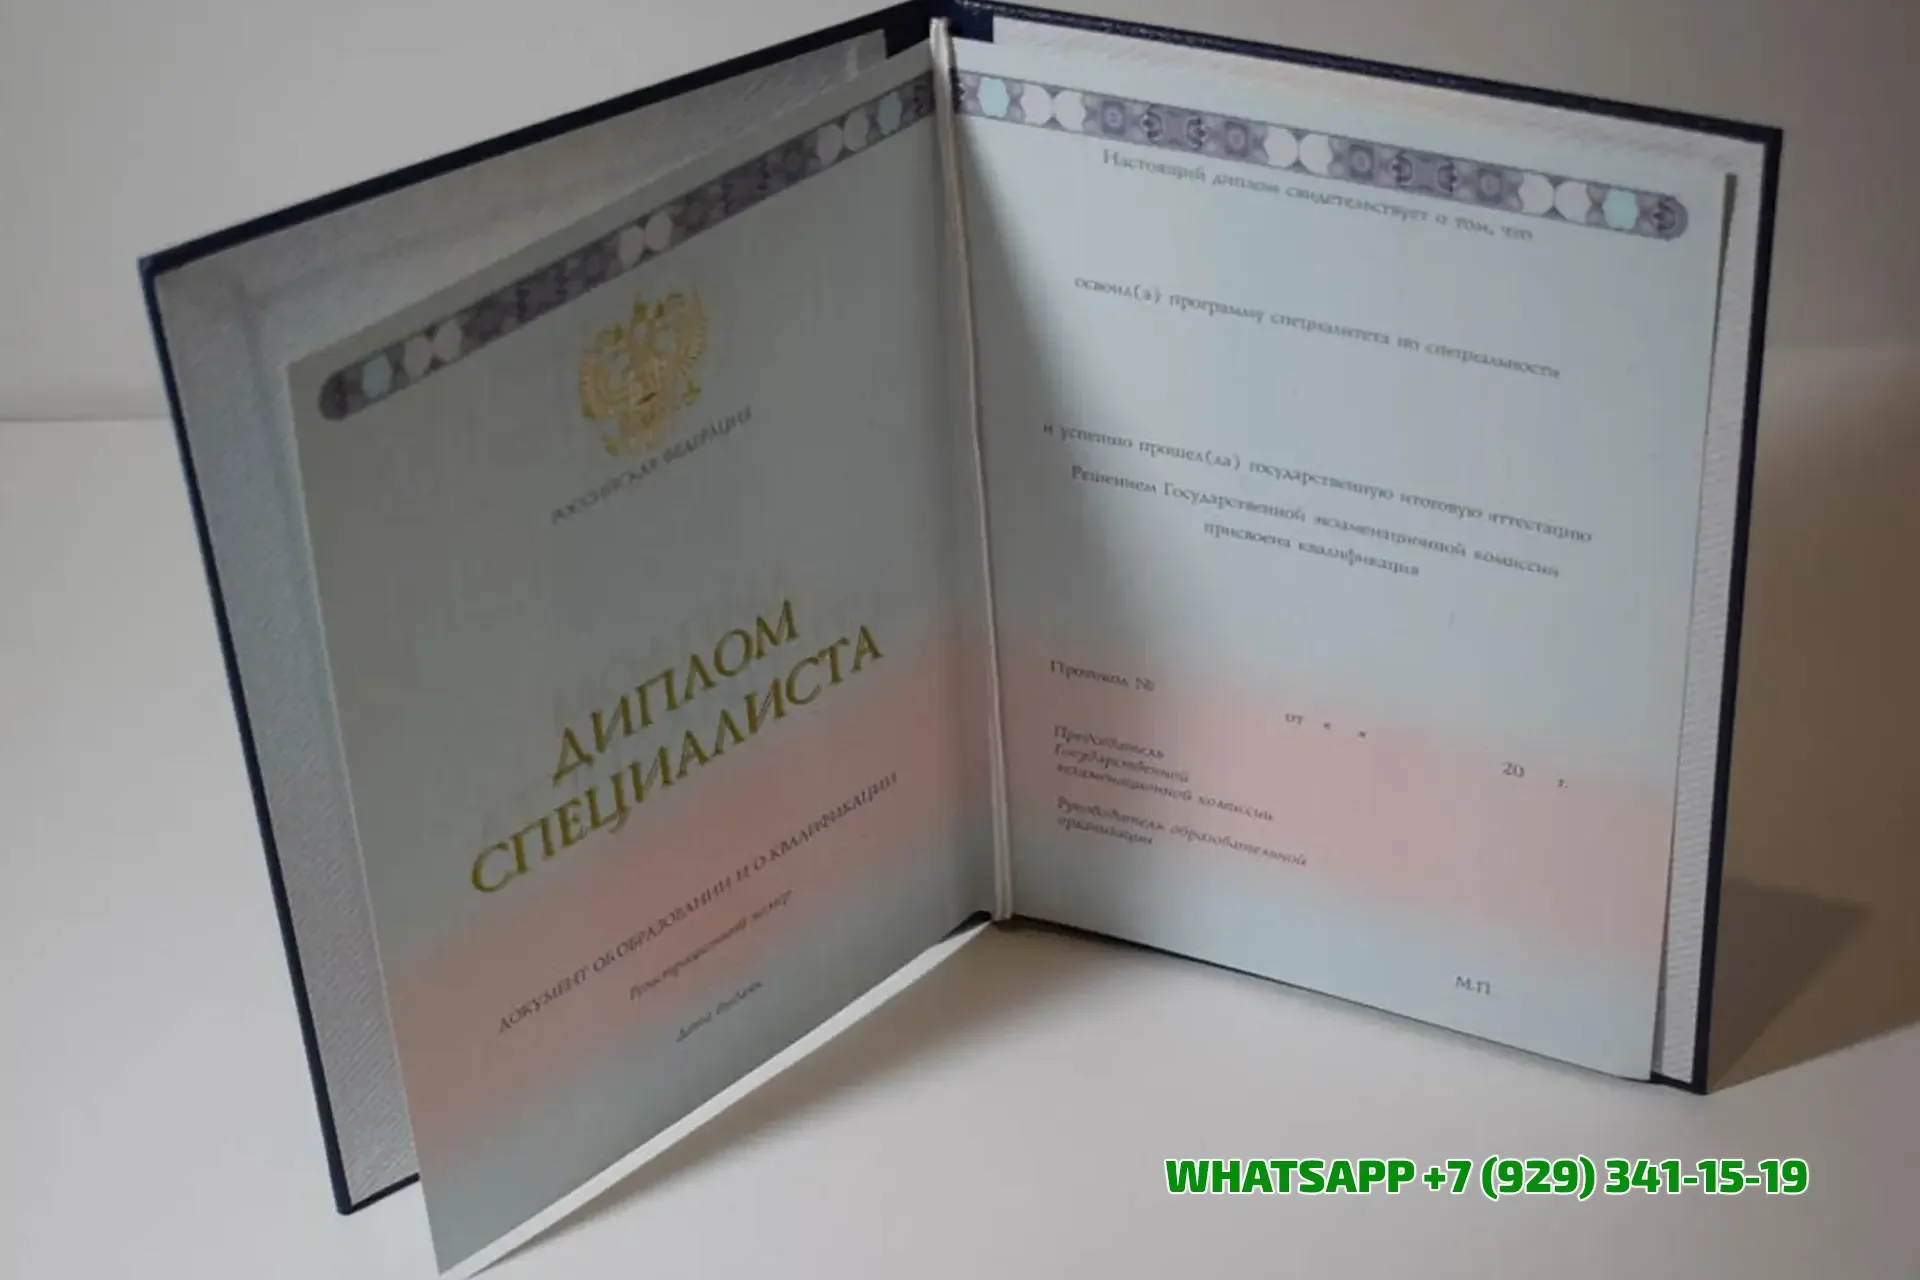 РОССИЙСКАЯ ФЕДЕРАЦИЯ
ДИПЛОМ
СПЕЦИАЛИСТА
ДОКУМЕНТ ОБ ОБРАЗОВАНИИ И О КВАЛИФИКАЦИИ
Регистрационный номер
Дата выдачи
Настоящий диплом свидетельствует о том, что
освоил(а) программу специалитета по специальности
и успешно прошел(ла) государственную итоговую аттестацию
Решением Государственной экзаменационной комиссии
присвоена квалификация
Протокол №
от « » 20 г.
Председатель
Государственной
экзаменационной комиссии
Руководитель образовательной
организации
М.П.
WHATSAPP +7 (929) 341-15-19